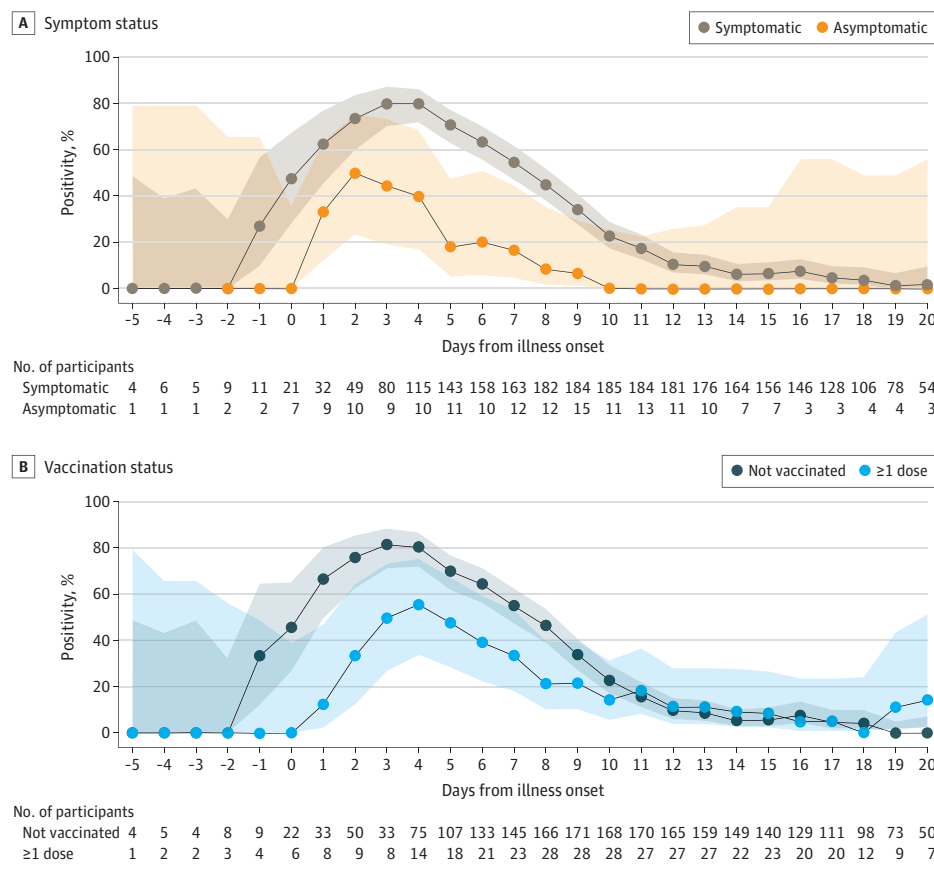 A Symptom status
Symptomatic Asymptomatic
100
80
60
40
20
0
Positivity, %
-5 -4 -3 -2 -1 0 1 2 3 4 5 6 7 8 9 10 11 12 13 14 15 16 17 18 19 20
Days from illness onset
No. of participants
Symptomatic 4 6 5 9 11 21 32 49 80 115 143 158 163 182 184 185 184 181 176 164 156 146 128 106 78 54
Asymptomatic 1 1 1 2 2 7 9 10 9 10 11 10 12 12 15 11 13 11 10 7 7 3 3 4 4 3
B Vaccination status
Not vaccinated ≥1 dose
100
80
60
40
20
0
Positivity, %
-5 -4 -3 -2 -1 0 1 2 3 4 5 6 7 8 9 10 11 12 13 14 15 16 17 18 19 20
Days from illness onset
No. of participants
Not vaccinated 4 5 4 8 9 22 33 50 33 75 107 133 145 166 171 168 170 165 159 149 140 129 111 98 73 50
≥1 dose 1 2 2 3 4 6 8 9 8 14 18 21 23 28 28 28 27 27 27 22 23 20 20 12 9 7